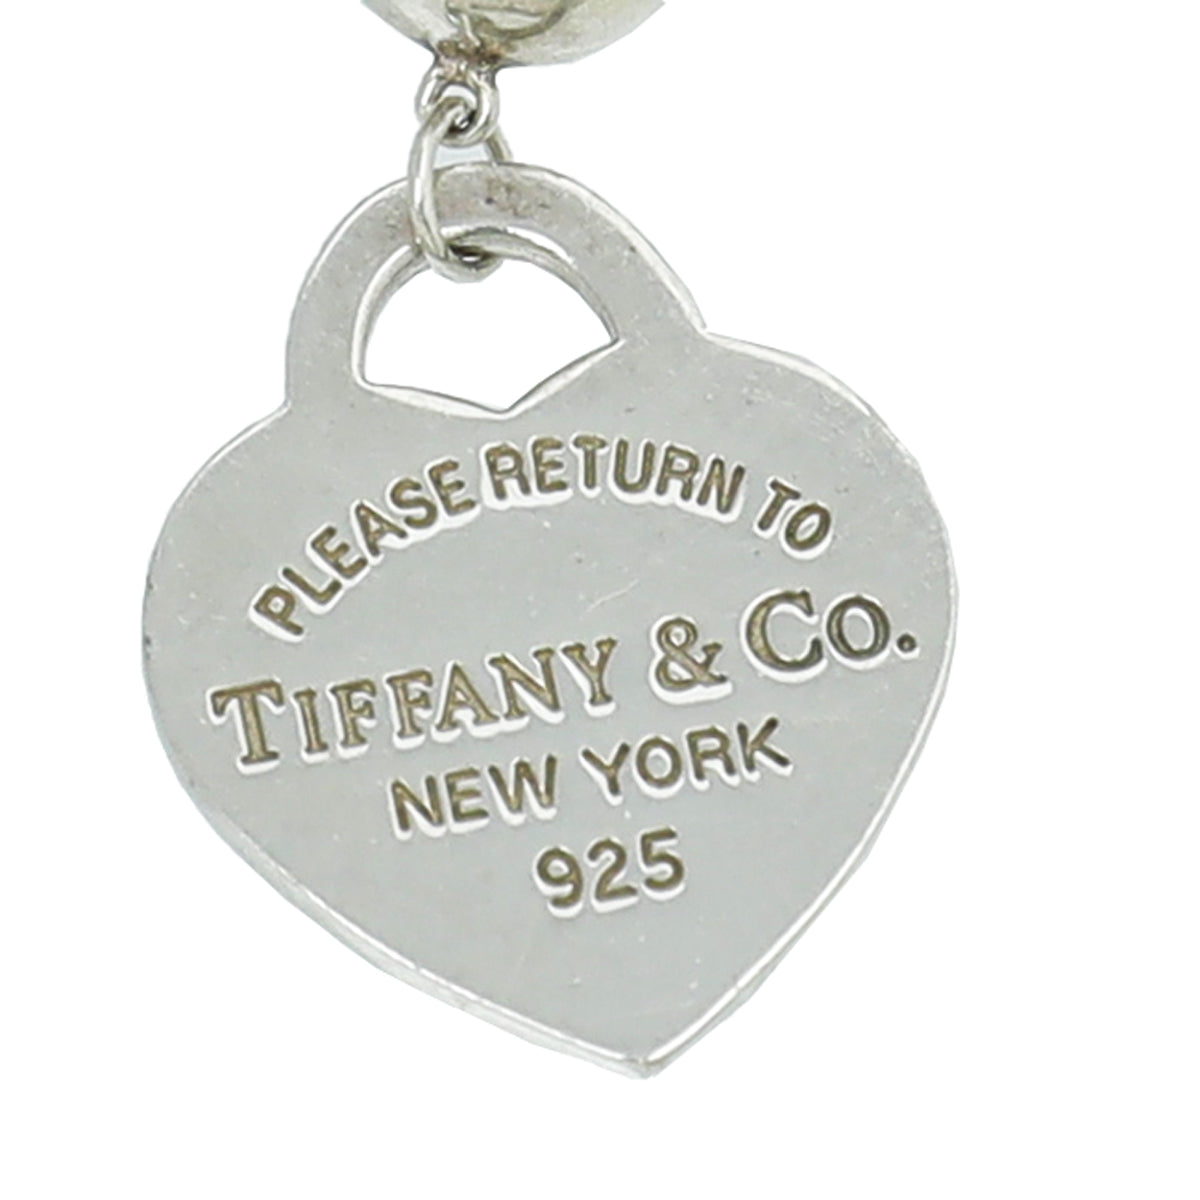 PLEASE RETURN TO
TIFFANY & CO.
NEW YORK
925